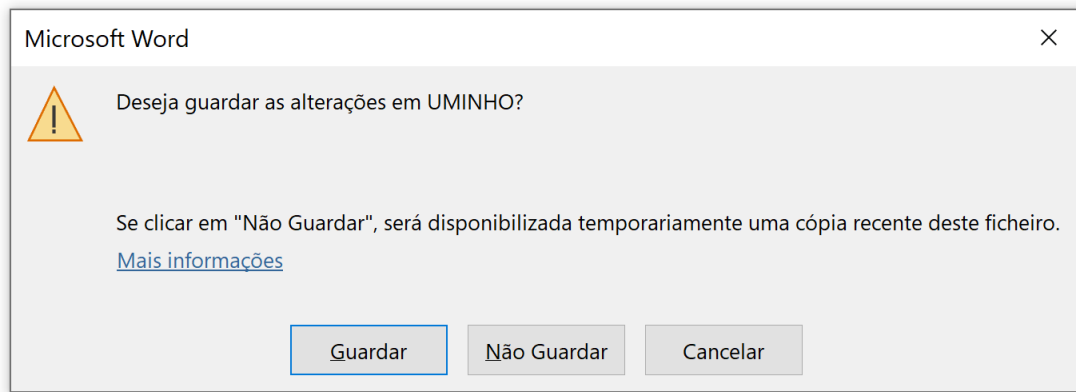 Microsoft Word
Deseja guardar as alterações em UMINHO?
Se clicar em "Não Guardar", será disponibilizada temporariamente uma cópia recente deste ficheiro.
Mais informações
Guardar Não Guardar Cancelar